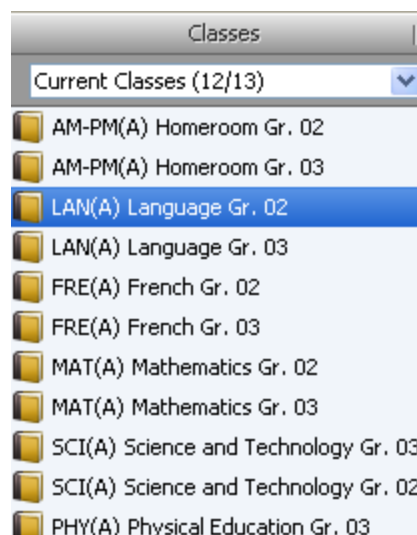 Classes
Current Classes (12/13)
AM-PM(A) Homeroom Gr. 02
AM-PM(A) Homeroom Gr. 03
LAN(A) Language Gr. 02
LAN(A) Language Gr. 03
FRE(A) French Gr. 02
FRE(A) French Gr. 03
MAT(A) Mathematics Gr. 02
MAT(A) Mathematics Gr. 03
SCI(A) Science and Technology Gr. 03
SCI(A) Science and Technology Gr. 02
PHY(A) Physical Education Gr. 03